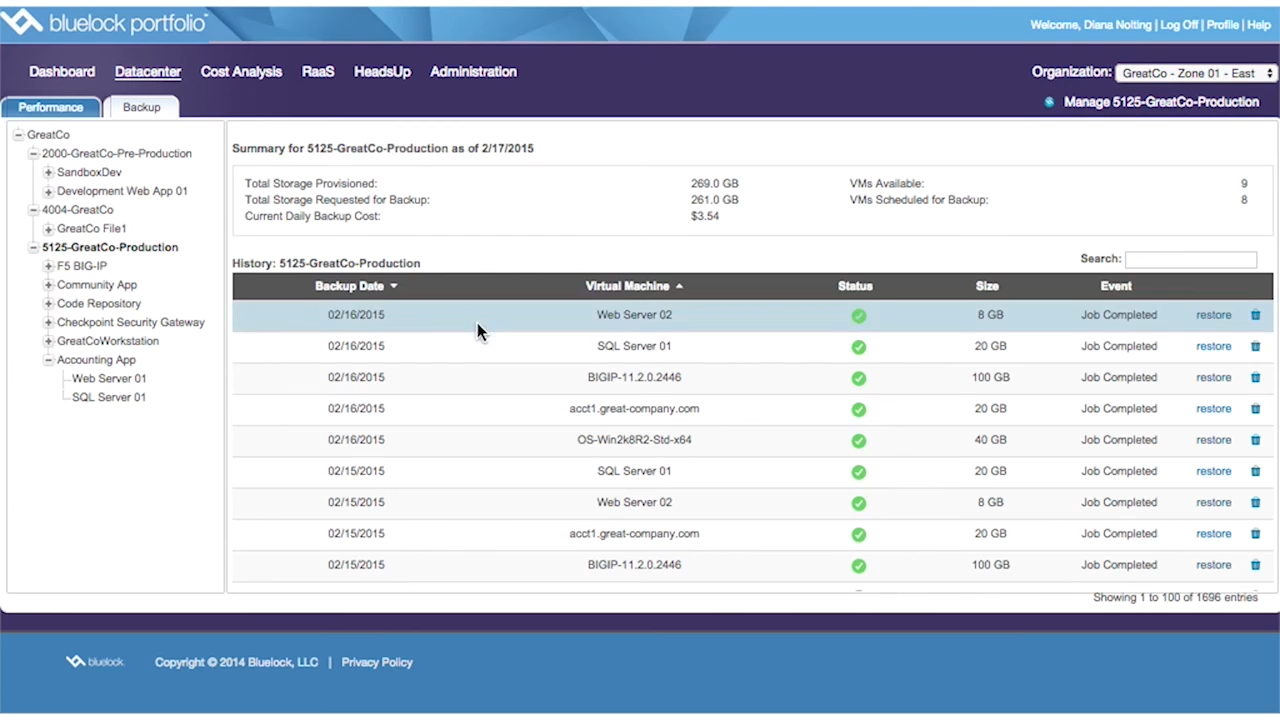 bluelock portfolio
Welcome, Diana Nolting | Log Off | Profile | Help
Dashboard Datacenter Cost Analysis RaaS HeadsUp Administration
Organization: GreatCo - Zone 01 - East
Performance Backup
Manage 5125-GreatCo-Production
GreatCo
2000-GreatCo-Pre-Production
SandboxDev
Development Web App 01
4004-GreatCo
GreatCo File1
5125-GreatCo-Production
F5 BIG-IP
Community App
Code Repository
Checkpoint Security Gateway
GreatCoWorkstation
Accounting App
Web Server 01
SQL Server 01
Summary for 5125-GreatCo-Production as of 2/17/2015
Total Storage Provisioned: 269.0 GB VMs Available: 9
Total Storage Requested for Backup: 261.0 GB VMs Scheduled for Backup: 8
Current Daily Backup Cost: $3.54
History: 5125-GreatCo-Production Search:
Backup Date Virtual Machine Status Size Event
02/16/2015 Web Server 02 8 GB Job Completed restore
02/16/2015 SQL Server 01 20 GB Job Completed restore
02/16/2015 BIGIP-11.2.0.2446 100 GB Job Completed restore
02/16/2015 acct1.great-company.com 20 GB Job Completed restore
02/16/2015 OS-Win2k8R2-Std-x64 40 GB Job Completed restore
02/15/2015 SQL Server 01 20 GB Job Completed restore
02/15/2015 Web Server 02 8 GB Job Completed restore
02/15/2015 acct1.great-company.com 20 GB Job Completed restore
02/15/2015 BIGIP-11.2.0.2446 100 GB Job Completed restore
Showing 1 to 100 of 1696 entries
bluelock Copyright © 2014 Bluelock, LLC | Privacy Policy